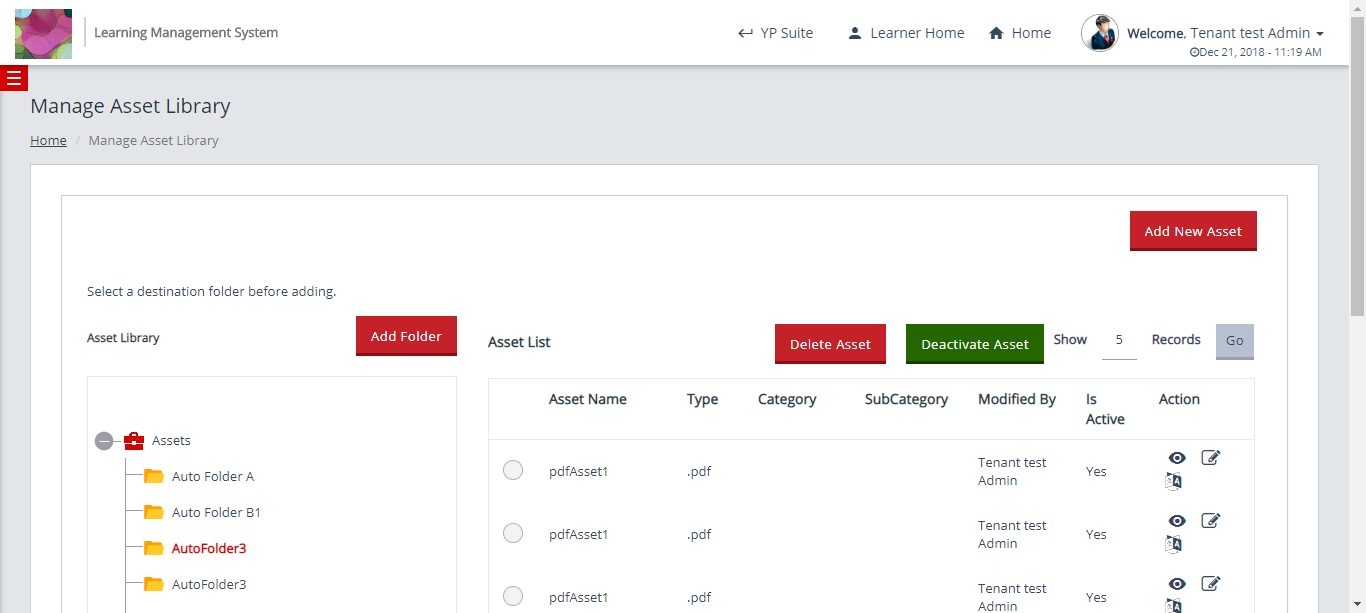 Learning Management System
YP Suite
Learner Home
Home
Welcome, Tenant test Admin
Dec 21, 2018 - 11:19 AM
Manage Asset Library
Home / Manage Asset Library
Add New Asset
Select a destination folder before adding.
Asset Library
Add Folder
Assets
Auto Folder A
Auto Folder B1
AutoFolder3
AutoFolder3
Asset List
Delete Asset
Deactivate Asset
Show 5 Records
Go
Asset Name Type Category SubCategory Modified By Is Active Action
pdfAsset1 .pdf Tenant test Admin Yes
pdfAsset1 .pdf Tenant test Admin Yes
pdfAsset1 .pdf Tenant test Admin Yes